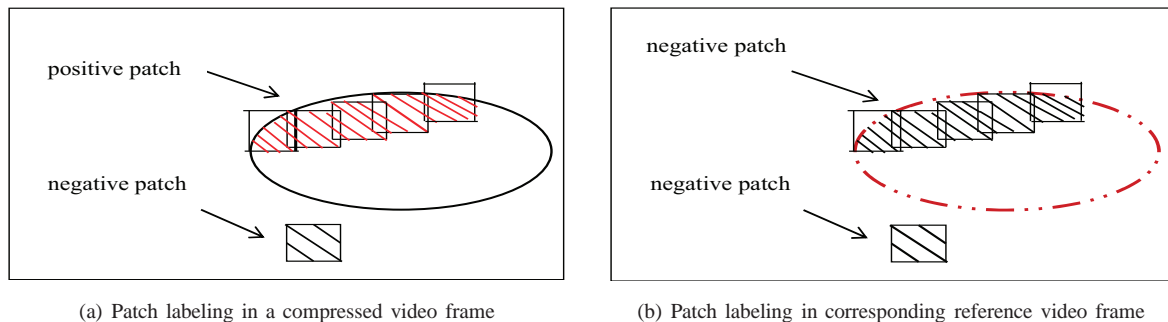 positive patch
negative patch
(a) Patch labeling in a compressed video frame
negative patch
negative patch
(b) Patch labeling in corresponding reference video frame